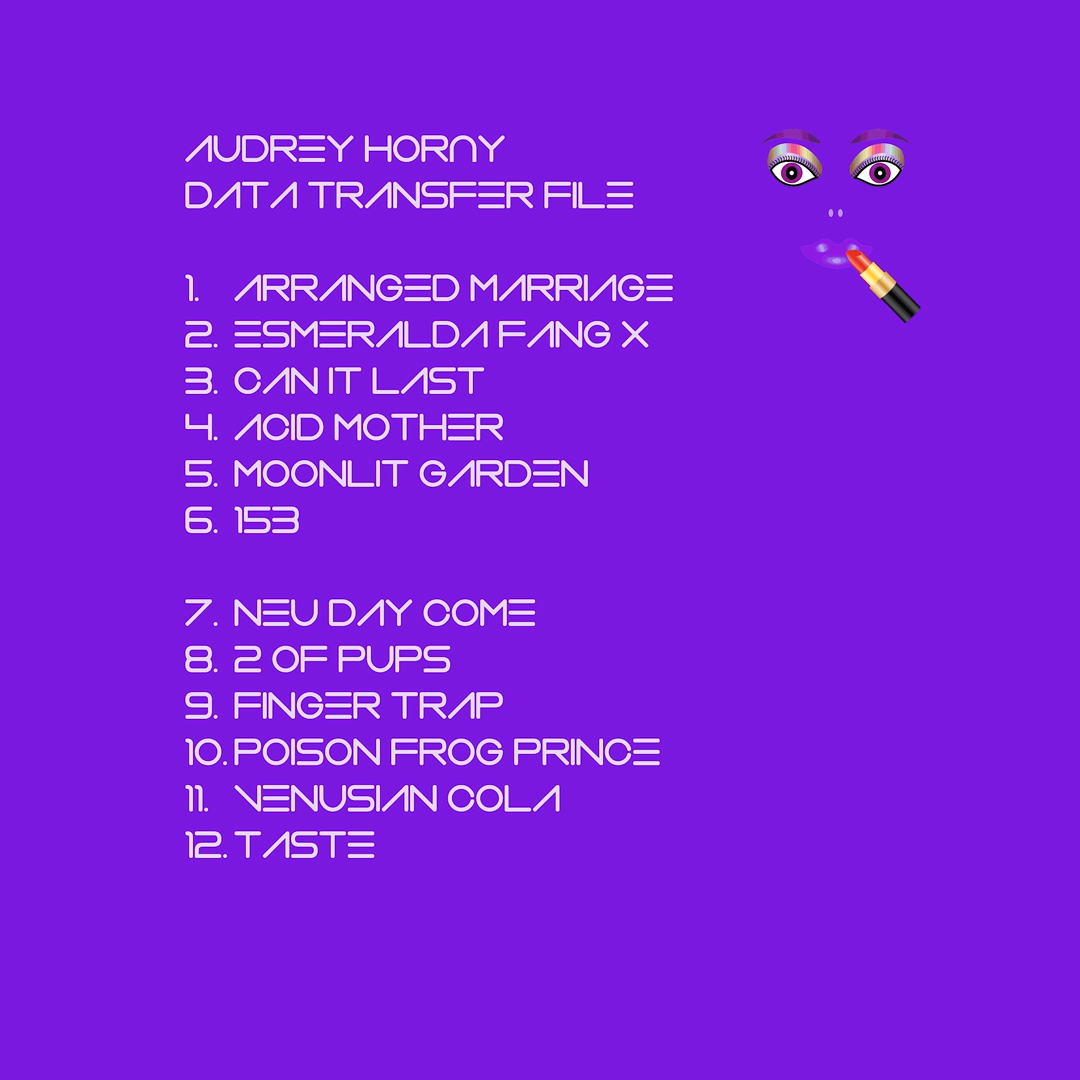 AUDREY HORNY
DATA TRANSFER FILE
1. ARRANGED MARRIAGE
2. ESMERALDA FANG X
3. CAN IT LAST
4. ACID MOTHER
5. MOONLIT GARDEN
6. 153
7. NEU DAY COME
8. 2 OF PUPS
9. FINGER TRAP
10. POISON FROG PRINCE
11. VENUSIAN COLA
12. TASTE